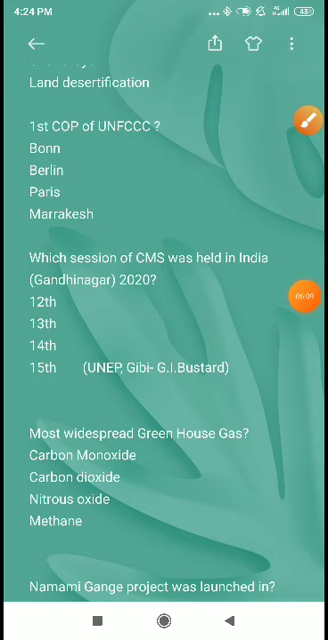 4:24 PM
43
Land desertification
1st COP of UNFCCC ?
Bonn
Berlin
Paris
Marrakesh
Which session of CMS was held in India
(Gandhinagar) 2020?
12th
13th
14th
15th (UNEP, Gibi- G.I.Bustard)
06:09
Most widespread Green House Gas?
Carbon Monoxide
Carbon dioxide
Nitrous oxide
Methane
Namami Gange project was launched in?